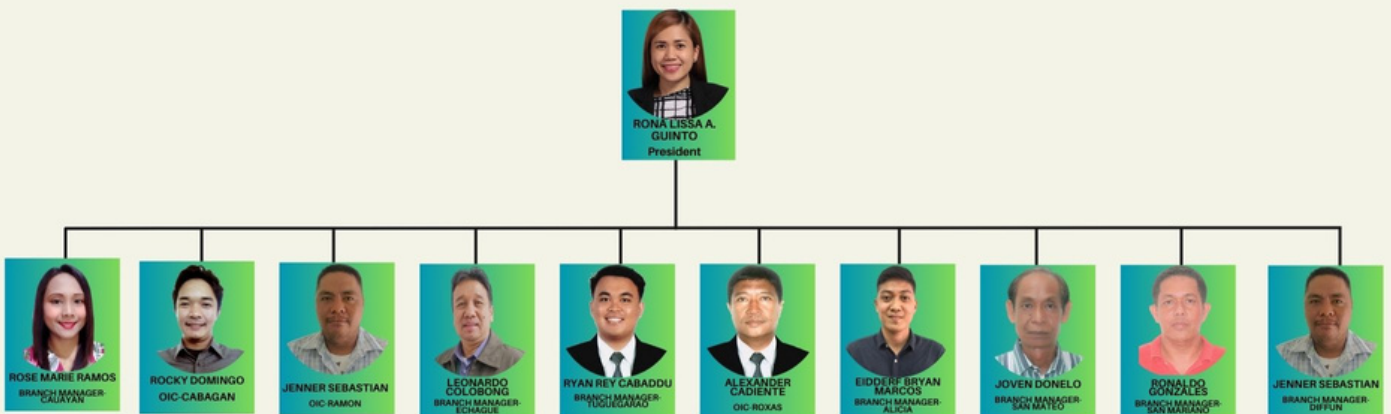 RONA LISSA A.
GUINTO
President
ROSE MARIE RAMOS
BRANCH MANAGER-
CAUAYAN
ROCKY DOMINGO
OIC-CABAGAN
JENNER SEBASTIAN
OIC-RAMON
LEONARDO
COLOBONG
BRANCH MANAGER-
ECHAGUE
RYAN REY CABADDU
BRANCH MANAGER-
TUGUEGARAO
ALEXANDER
CADIENTE
OIC-ROXAS
EIDDERF BRYAN
MARCOS
BRANCH MANAGER-
ALICIA
JOVEN DONELO
BRANCH MANAGER-
SAN MATEO
RONALDO
GONZALES
BRANCH MANAGER-
SAN MARIANO
JENNER SEBASTIAN
BRANCH MANAGER-
DIFFUN